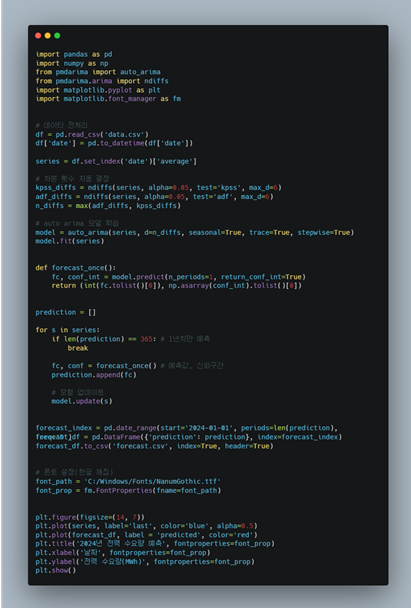 import pandas as pd
import numpy as np
from pmdarima import auto_arima
from pmdarima.arima import ndiffs
import matplotlib.pyplot as plt
import matplotlib.font_manager as fm
# 데이터 전처리
df = pd.read_csv('data.csv')
df['date'] = pd.to_datetime(df['date'])
series = df.set_index('date')['average']
# 차분 횟수 자동 결정
kpss_diffs = ndiffs(series, alpha=0.05, test='kpss', max_d=6)
adf_diffs = ndiffs(series, alpha=0.05, test='adf', max_d=6)
n_diffs = max(adf_diffs, kpss_diffs)
# auto arima 모델 학습
model = auto_arima(series, d=n_diffs, seasonal=True, trace=True, stepwise=True)
model.fit(series)
def forecast_once():
    fc, conf_int = model.predict(n_periods=1, return_conf_int=True)
    return (int(fc.tolist()[0]), np.asarray(conf_int).tolist()[0])
prediction = []
for s in series:
    if len(prediction) == 365: # 1년치만 예측
        break
    fc, conf = forecast_once() # 예측값, 신뢰구간
    prediction.append(fc)
    # 모형 업데이트
    model.update(s)
forecast_index = pd.date_range(start='2024-01-01', periods=len(prediction),
df = pd.DataFrame({'prediction': prediction}, index=forecast_index)
forecast_df.to_csv('forecast.csv', index=True, header=True)
# 폰트 설정(한글 깨짐)
font_path = 'C:/Windows/Fonts/NanumGothic.ttf'
font_prop = fm.FontProperties(fname=font_path)
plt.figure(figsize=(14, 7))
plt.plot(series, label='last', color='blue', alpha=0.5)
plt.plot(forecast_df, label = 'predicted', color='red')
plt.title('2024년 전력 수요량 예측', fontproperties=font_prop)
plt.xlabel('날짜', fontproperties=font_prop)
plt.ylabel('전력 수요량(MWh)', fontproperties=font_prop)
plt.show()